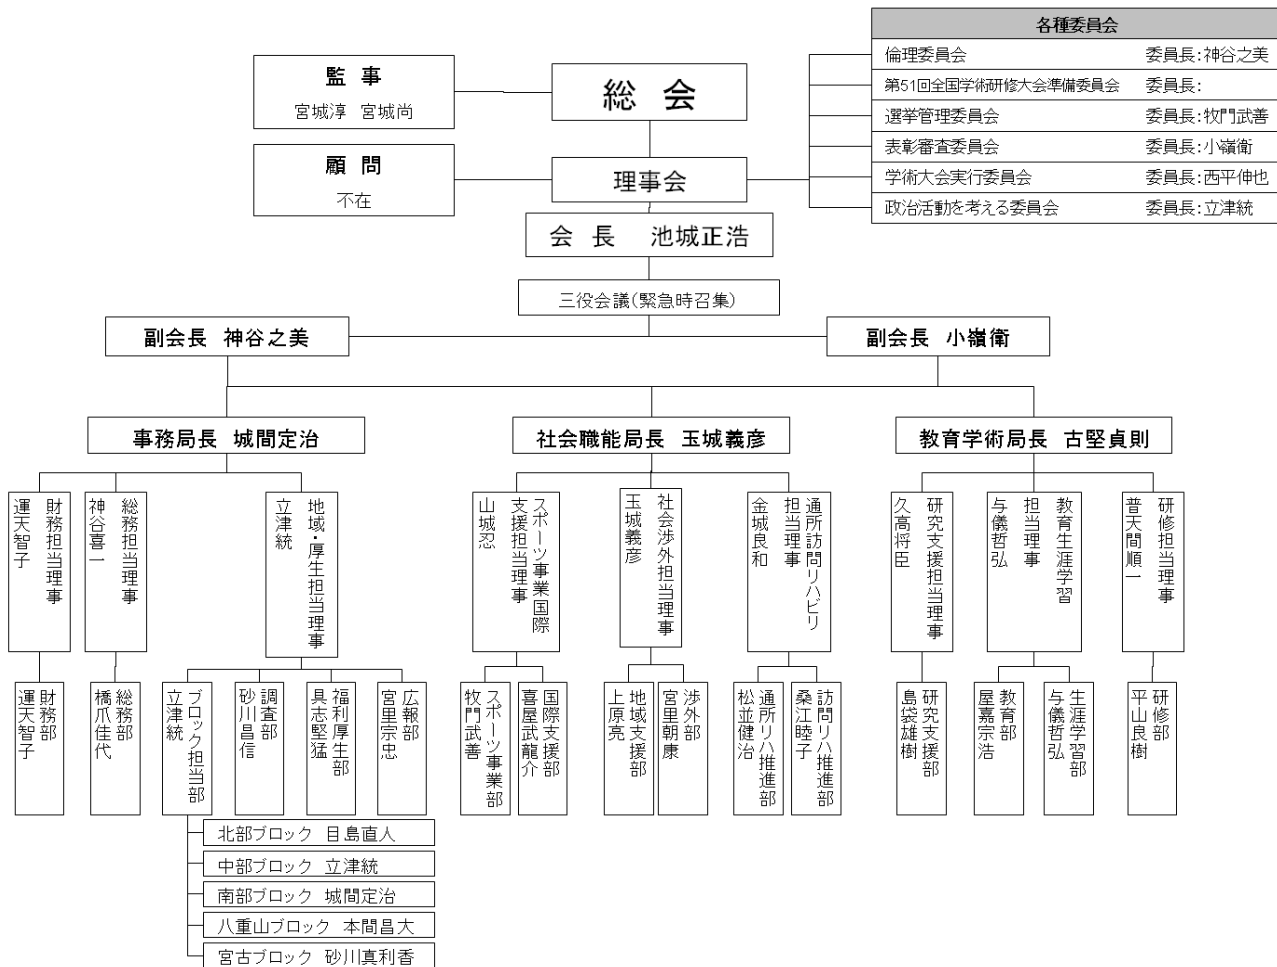 各種委員会
倫理委員会 委員長:神谷之美
第51回全国学術研修大会準備委員会 委員長:
選挙管理委員会 委員長:牧門武善
表彰審査委員会 委員長:小嶺衛
学術大会実行委員会 委員長:西平伸也
政治活動を考える委員会 委員長:立津統
監 事
宮城淳 宮城尚
総 会
顧 問
不在
理事会
会 長 池城正浩
三役会議(緊急時召集)
副会長 神谷之美
副会長 小嶺衛
事務局長 城間定治
社会職能局長 玉城義彦
教育学術局長 古堅貞則
財務担当理事
運天智子
総務担当理事
神谷喜一
地域・厚生担当理事
立津統
スポーツ事業国際
支援担当理事
山城忍
社会渉外担当理事
玉城義彦
通所訪問リハビリ
担当理事
金城良和
研究支援担当理事
久高将臣
教育生涯学習
担当理事
与儀哲弘
研修担当理事
普天間順一
財務部
運天智子
総務部
橋爪佳代
ブロック担当部
立津統
調査部
砂川昌信
福利厚生部
具志堅猛
広報部
宮里宗忠
スポーツ事業部
牧門武善
国際支援部
喜屋武龍介
地域支援部
上原亮
渉外部
宮里朝康
通所リハ推進部
松並健治
訪問リハ推進部
桑江睦子
研究支援部
島袋雄樹
教育部
屋嘉宗浩
生涯学習部
与儀哲弘
研修部
平山良樹
北部ブロック 目島直人
中部ブロック 立津統
南部ブロック 城間定治
八重山ブロック 本間昌大
宮古ブロック 砂川真利香